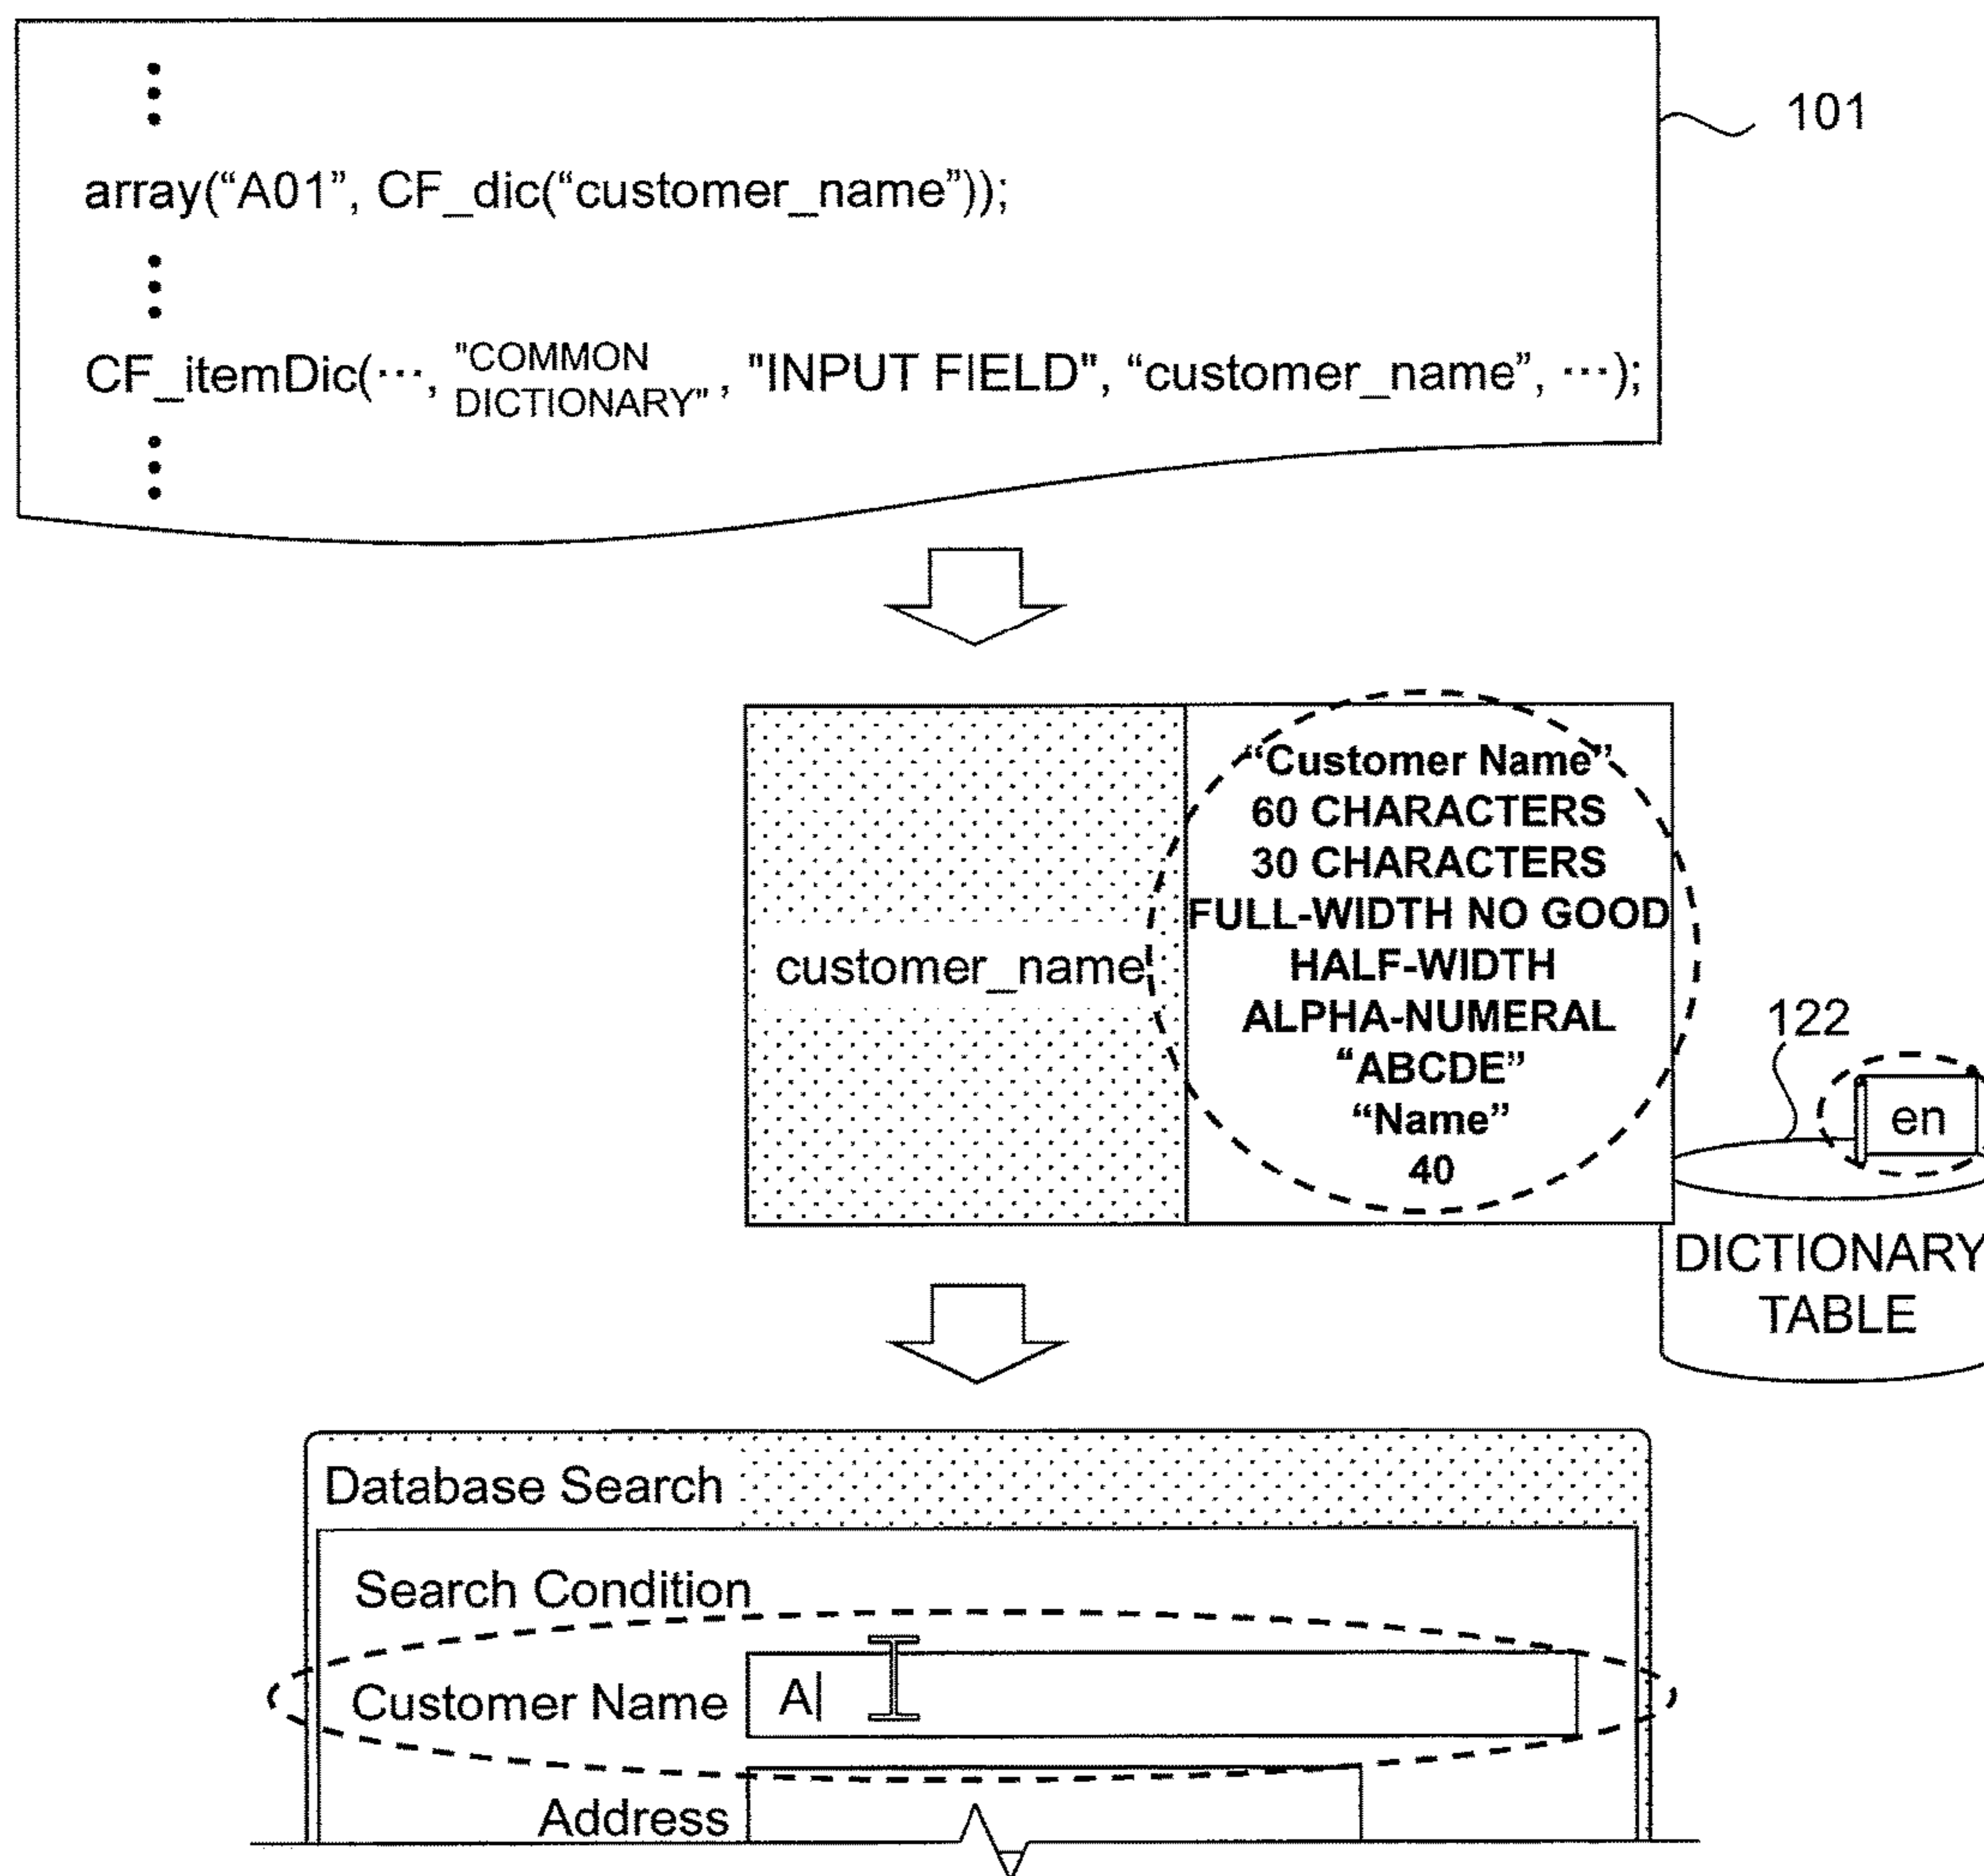 101
array(“A01”, CF_dic(“customer_name”));
CF_itemDic(···, "COMMON DICTIONARY", "INPUT FIELD", “customer_name”, ···);
customer_name
“Customer Name”
60 CHARACTERS
30 CHARACTERS
FULL-WIDTH NO GOOD
HALF-WIDTH
ALPHA-NUMERAL
“ABCDE”
“Name”
40
122
en
DICTIONARY
TABLE
Database Search
Search Condition
Customer Name A
Address